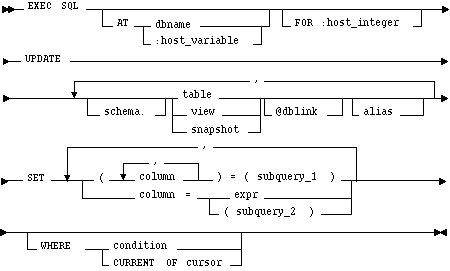 EXEC SQL
AT dbname
:host_variable
FOR :host_integer
UPDATE
,
schema. table @dblink alias
view
snapshot
,
,
SET ( column ) = ( subquery_1 )
column = expr
( subquery_2 )
WHERE condition
CURRENT OF cursor